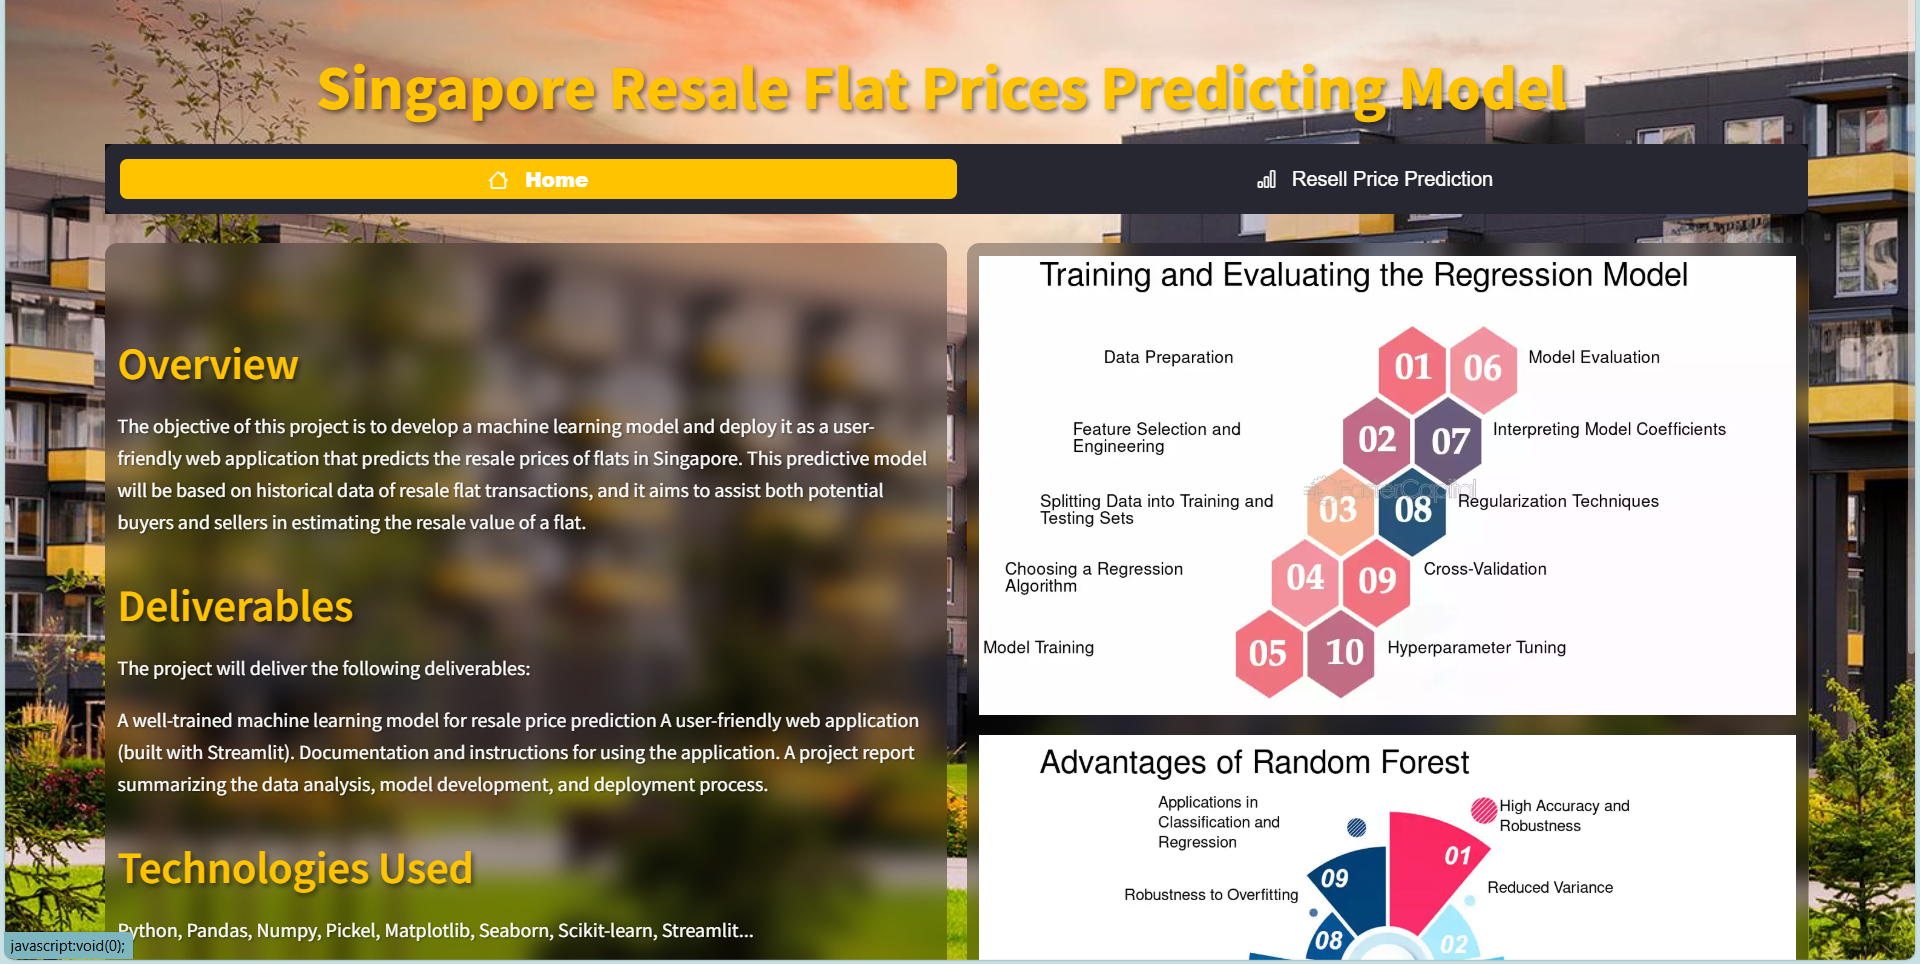 Singapore Resale Flat Prices Predicting Model
Home
Resell Price Prediction
Overview
The objective of this project is to develop a machine learning model and deploy it as a user-
friendly web application that predicts the resale prices of flats in Singapore. This predictive model
will be based on historical data of resale flat transactions, and it aims to assist both potential
buyers and sellers in estimating the resale value of a flat.
Deliverables
The project will deliver the following deliverables:
A well-trained machine learning model for resale price prediction A user-friendly web application
(built with Streamlit). Documentation and instructions for using the application. A project report
summarizing the data analysis, model development, and deployment process.
Technologies Used
Python, Pandas, Numpy, Pickel, Matplotlib, Seaborn, Scikit-learn, Streamlit...
javascript:void(0);
Training and Evaluating the Regression Model
Data Preparation
01
06
Model Evaluation
Feature Selection and
Engineering
02
07
Interpreting Model Coefficients
Splitting Data into Training and
Testing Sets
03
08
Regularization Techniques
Choosing a Regression
Algorithm
04
09
Cross-Validation
Model Training
05
10
Hyperparameter Tuning
Advantages of Random Forest
Applications in
Classification and
Regression
High Accuracy and
Robustness
01
09
Robustness to Overfitting
Reduced Variance
08
02